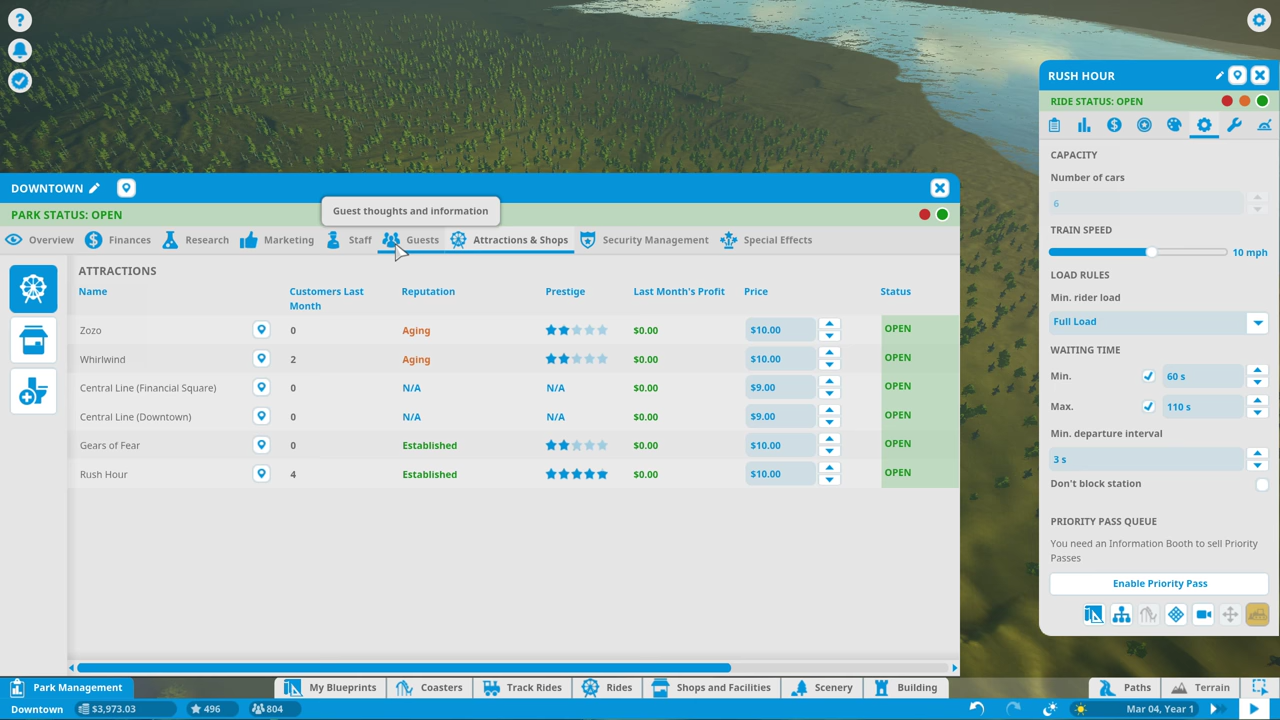 RUSH HOUR
RIDE STATUS: OPEN
CAPACITY
Number of cars
6
TRAIN SPEED
10 mph
LOAD RULES
Min. rider load
Full Load
WAITING TIME
Min. 60 s
Max. 110 s
Min. departure interval
3 s
Don't block station
PRIORITY PASS QUEUE
You need an Information Booth to sell Priority
Passes
Enable Priority Pass
DOWNTOWN
PARK STATUS: OPEN
Guest thoughts and information
Overview Finances Research Marketing Staff Guests Attractions & Shops Security Management Special Effects
ATTRACTIONS
Name Customers Last Month Reputation Prestige Last Month's Profit Price Status
Zozo 0 Aging $0.00 $10.00 OPEN
Whirlwind 2 Aging $0.00 $10.00 OPEN
Central Line (Financial Square) 0 N/A N/A $0.00 $9.00 OPEN
Central Line (Downtown) 0 N/A N/A $0.00 $9.00 OPEN
Gears of Fear 0 Established $0.00 $10.00 OPEN
Rush Hour 4 Established $0.00 $10.00 OPEN
Park Management My Blueprints Coasters Track Rides Rides Shops and Facilities Scenery Building Paths Terrain
Downtown $3,973.03 496 804 Mar 04, Year 1